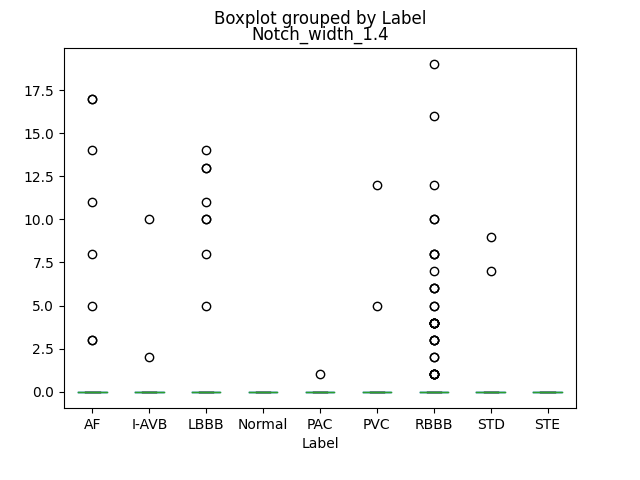 Boxplot grouped by Label
Notch_width_1.4
17.5
15.0
12.5
10.0
7.5
5.0
2.5
0.0
AF I-AVB LBBB Normal PAC PVC RBBB STD STE
Label